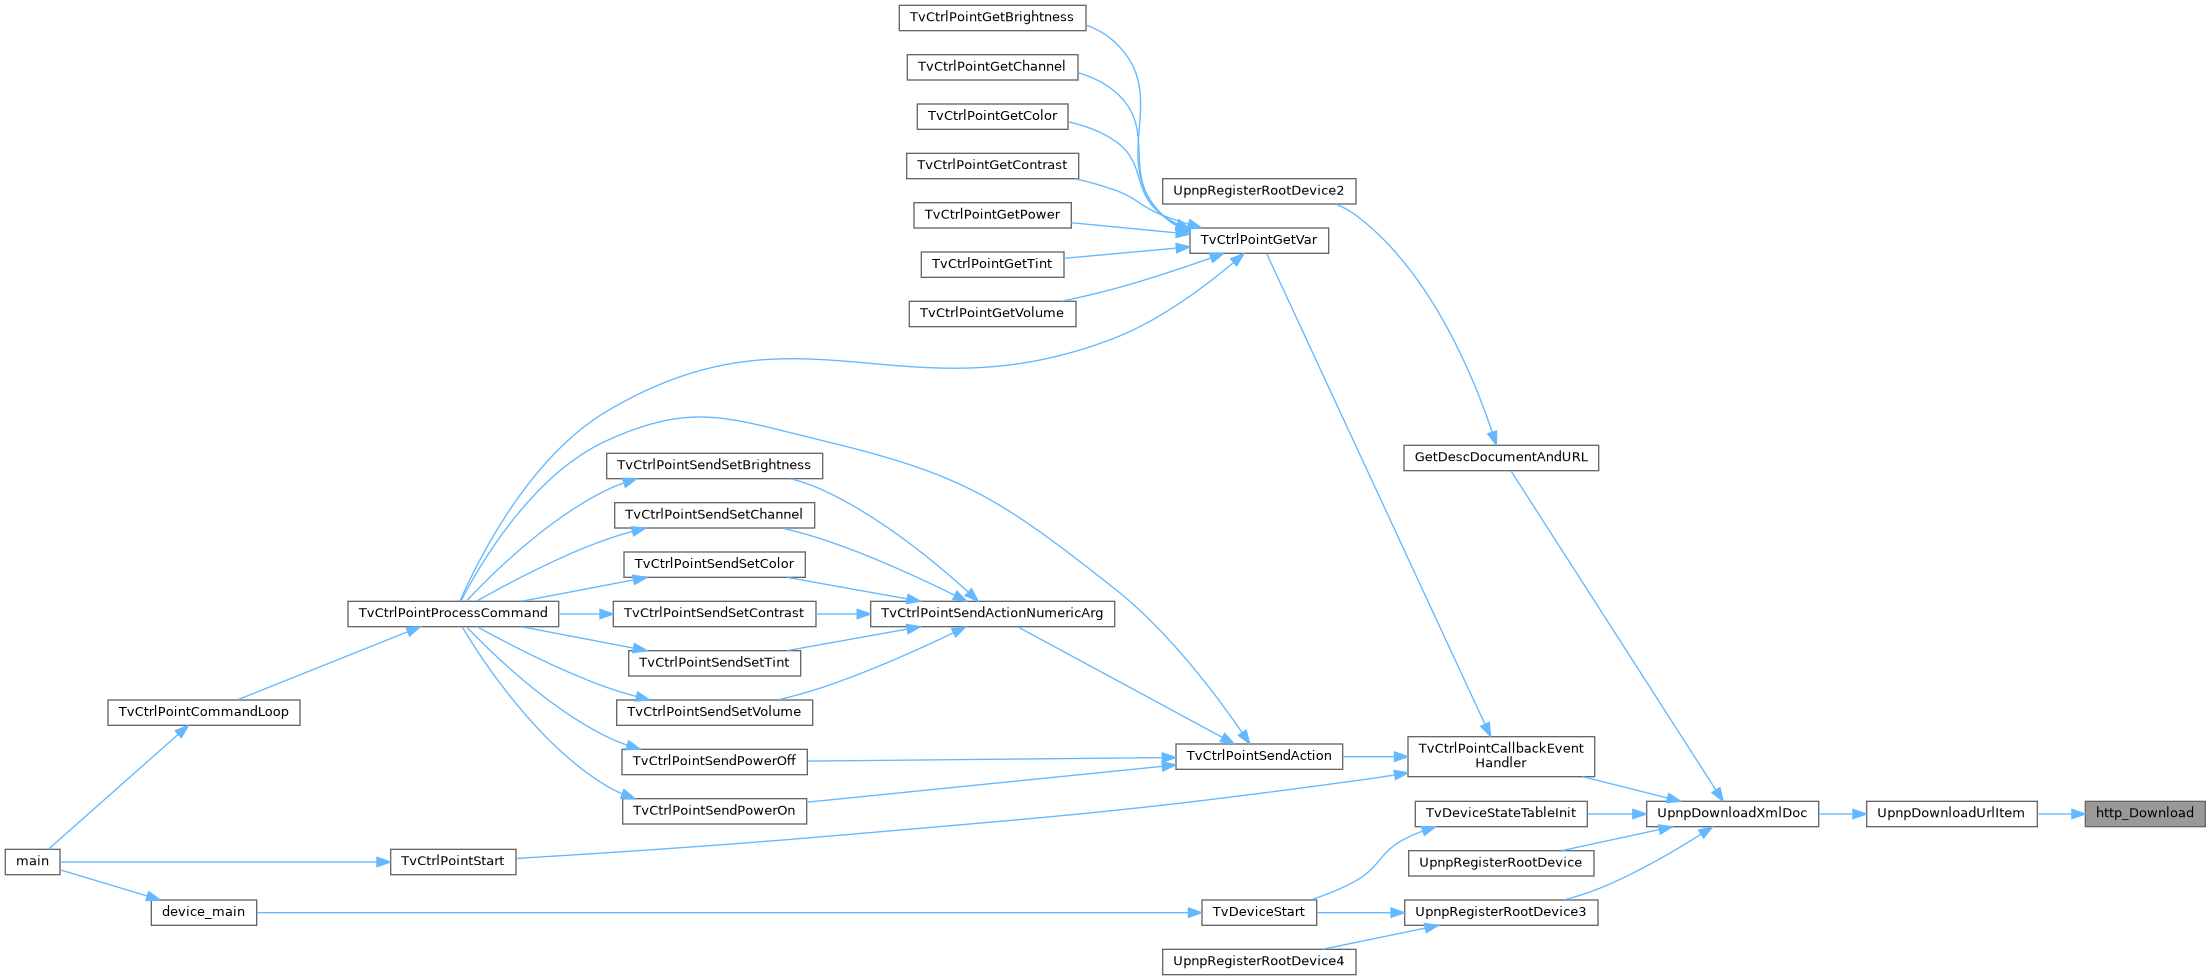 TvCtrlPointGetBrightness
TvCtrlPointGetChannel
TvCtrlPointGetColor
TvCtrlPointGetContrast
UpnpRegisterRootDevice2
TvCtrlPointGetPower
TvCtrlPointGetVar
TvCtrlPointGetTint
TvCtrlPointGetVolume
GetDescDocumentAndURL
TvCtrlPointSendSetBrightness
TvCtrlPointSendSetChannel
TvCtrlPointSendSetColor
TvCtrlPointProcessCommand
TvCtrlPointSendSetContrast
TvCtrlPointSendActionNumericArg
TvCtrlPointSendSetTint
TvCtrlPointCommandLoop
TvCtrlPointSendSetVolume
TvCtrlPointSendPowerOff
TvCtrlPointSendAction
TvCtrlPointCallbackEvent
Handler
TvCtrlPointSendPowerOn
TvDeviceStateTableInit
UpnpDownloadXmlDoc
UpnpDownloadUrlItem
http_Download
main
TvCtrlPointStart
UpnpRegisterRootDevice
device_main
TvDeviceStart
UpnpRegisterRootDevice3
UpnpRegisterRootDevice4